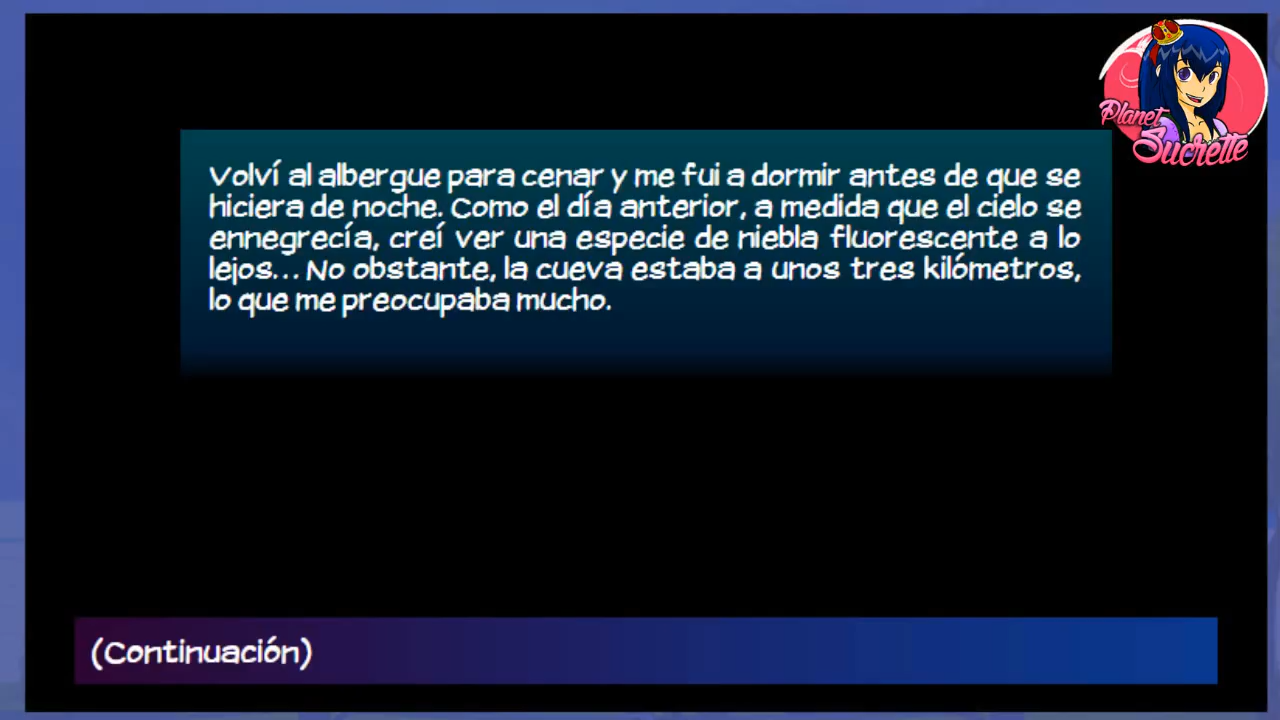 Planet
Sucrette
Volví al albergue para cenar y me fui a dormir antes de que se
hiciera de noche. Como el día anterior, a medida que el cielo se
ennegrecía, creí ver una especie de niebla fluorescente a lo
lejos... No obstante, la cueva estaba a unos tres kilómetros,
lo que me preocupaba mucho.
(Continuación)